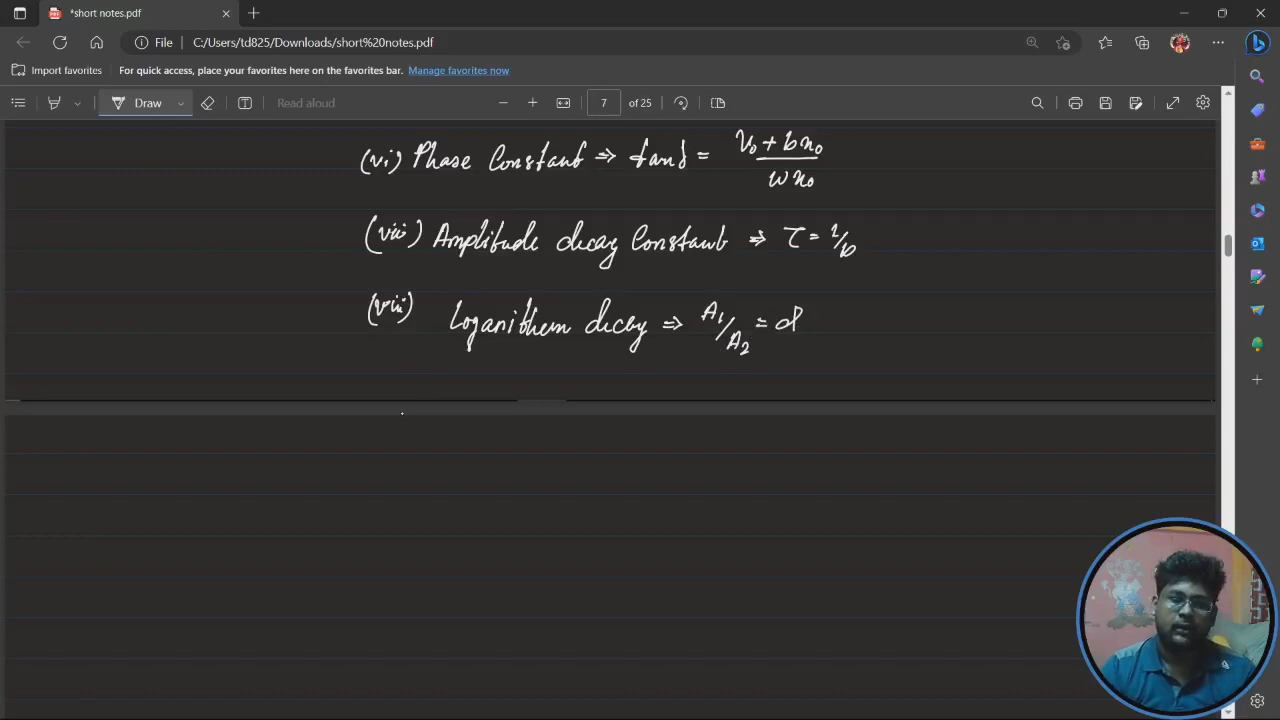 *short notes.pdf
File
C:/Users/td825/Downloads/short%20notes.pdf
Import favorites
For quick access, place your favorites here on the favorites bar. Manage favorites now
Draw
Read aloud
7 of 25
(vi) Phase Constant ⇒ tanδ = V₀ + bx₀ / ωx₀
(vii) Amplitude decay Constant ⇒ τ = 1/b
(viii) Logarithem decay ⇒ A₁/A₂ = d